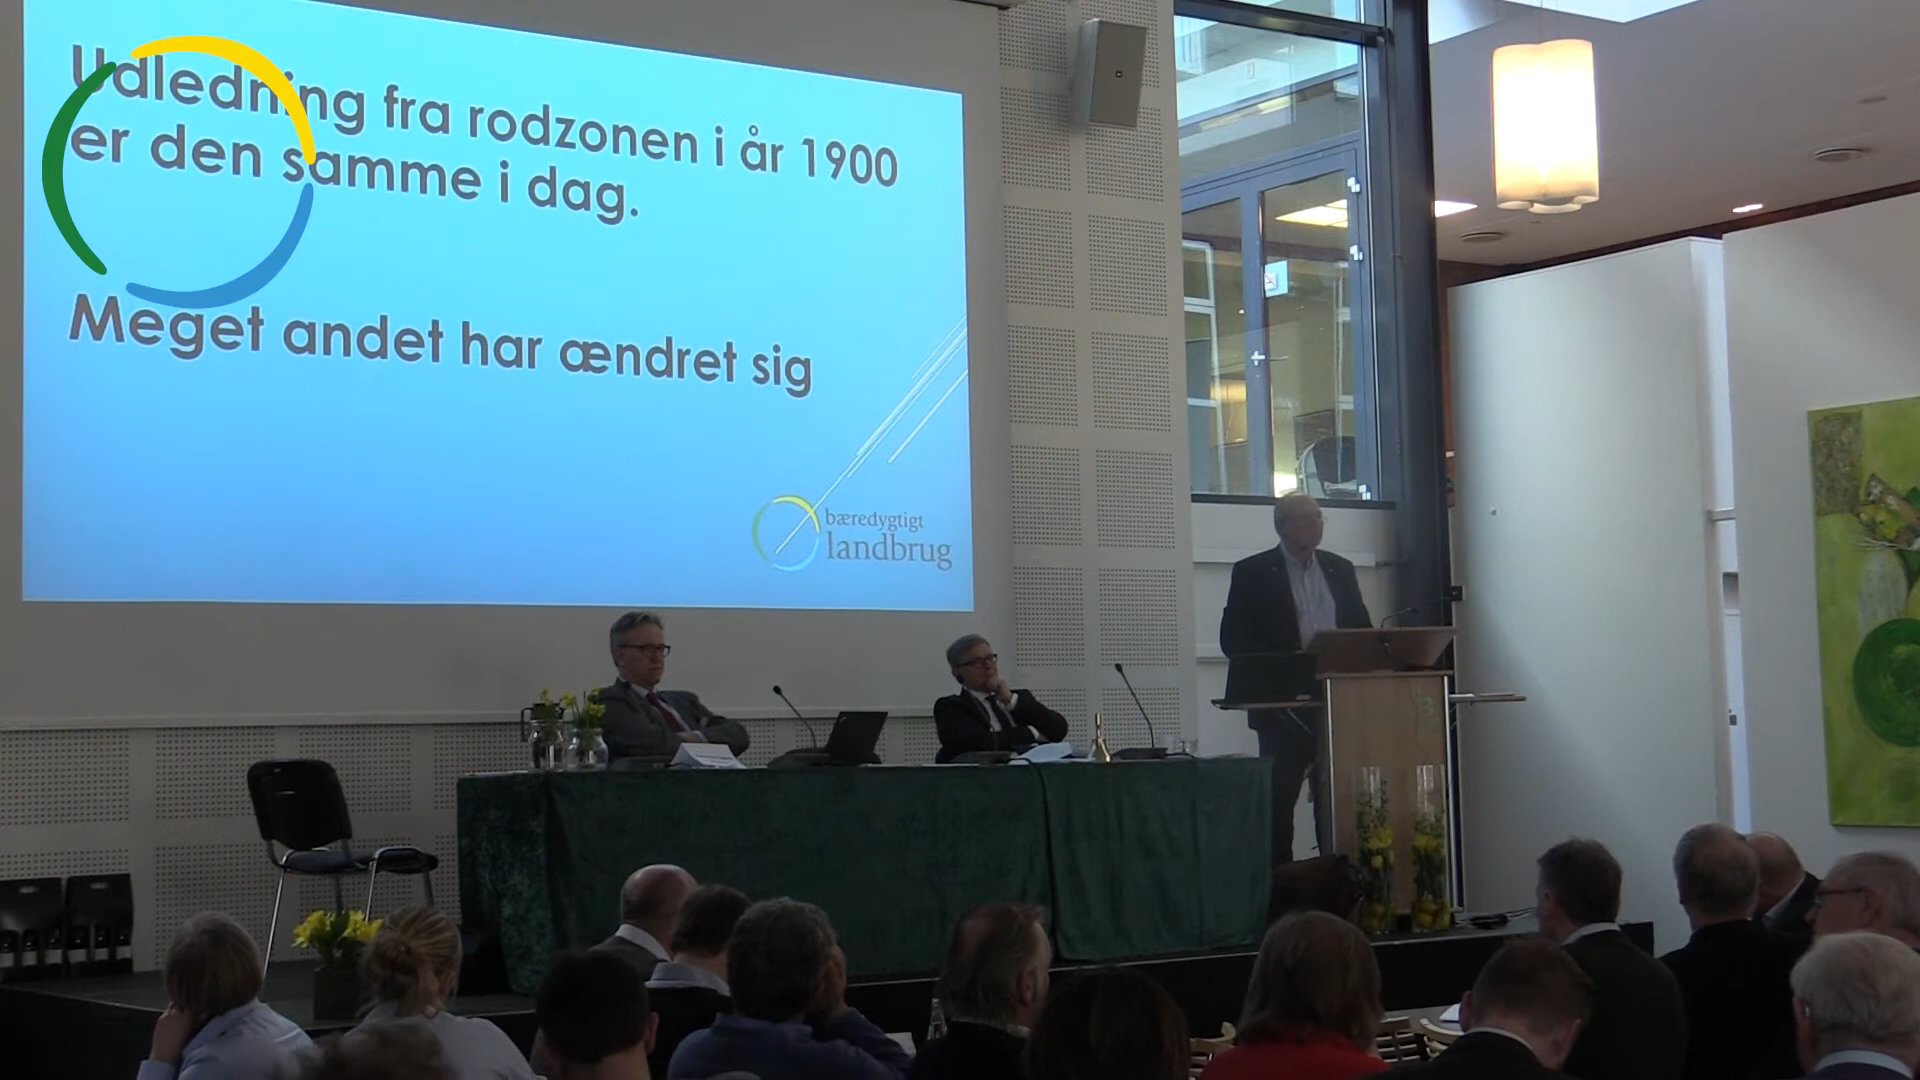 Udledning fra rodzonen i år 1900
er den samme i dag.
Meget andet har ændret sig
bæredygtigt
landbrug